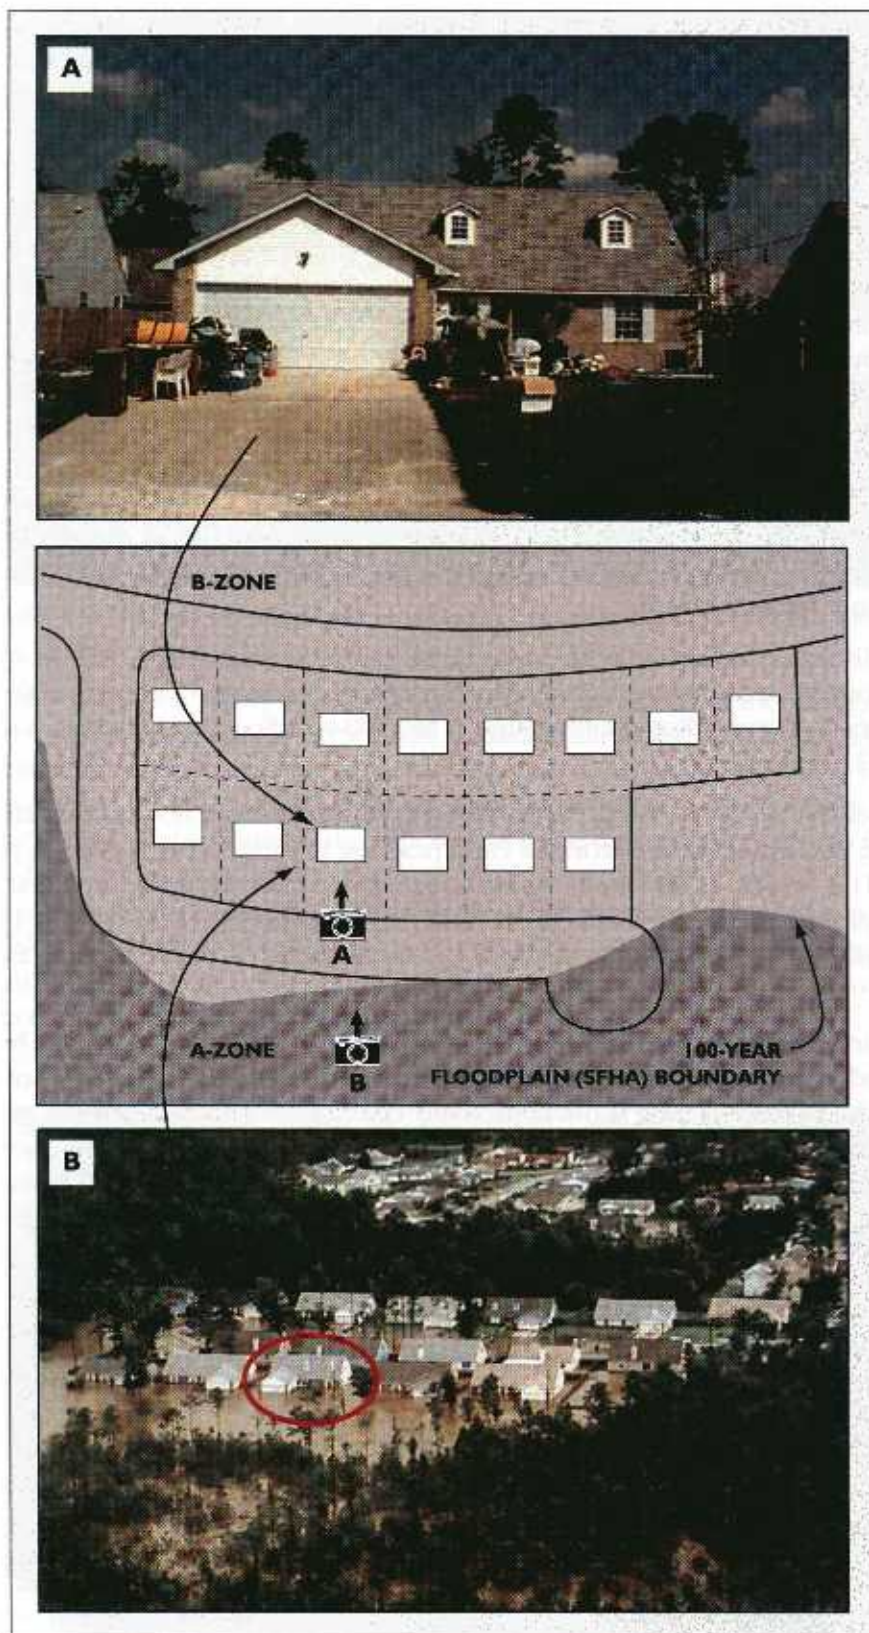 A
B-ZONE
A
A-ZONE
B
100-YEAR
FLOODPLAIN (SFHA) BOUNDARY
B